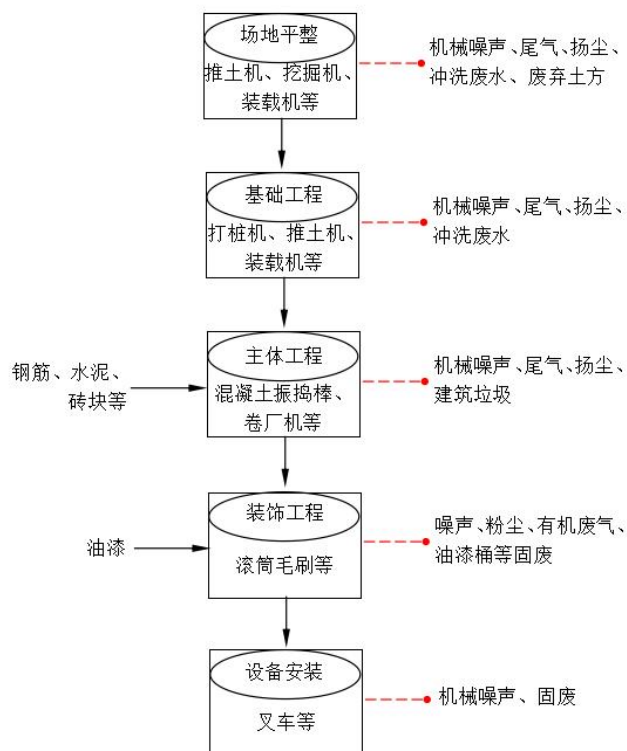 场地平整
推土机、挖掘机、
装载机等
机械噪声、尾气、扬尘、
冲洗废水、废弃土方
基础工程
打桩机、推土机、
装载机等
机械噪声、尾气、扬尘、
冲洗废水
钢筋、水泥、
砖块等
主体工程
混凝土振捣棒、
卷厂机等
机械噪声、尾气、扬尘、
建筑垃圾
油漆
装饰工程
滚筒毛刷等
噪声、粉尘、有机废气、
油漆桶等固废
设备安装
叉车等
机械噪声、固废